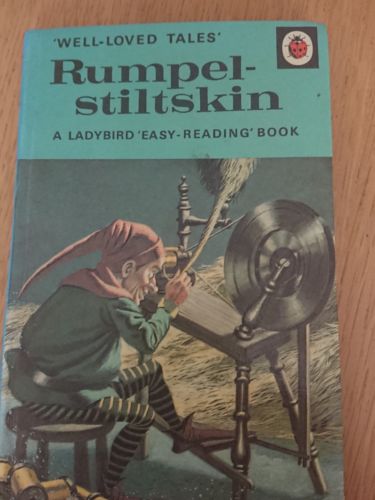 'WELL-LOVED TALES'
Rumpel-
stiltskin
A LADYBIRD 'EASY-READING' BOOK